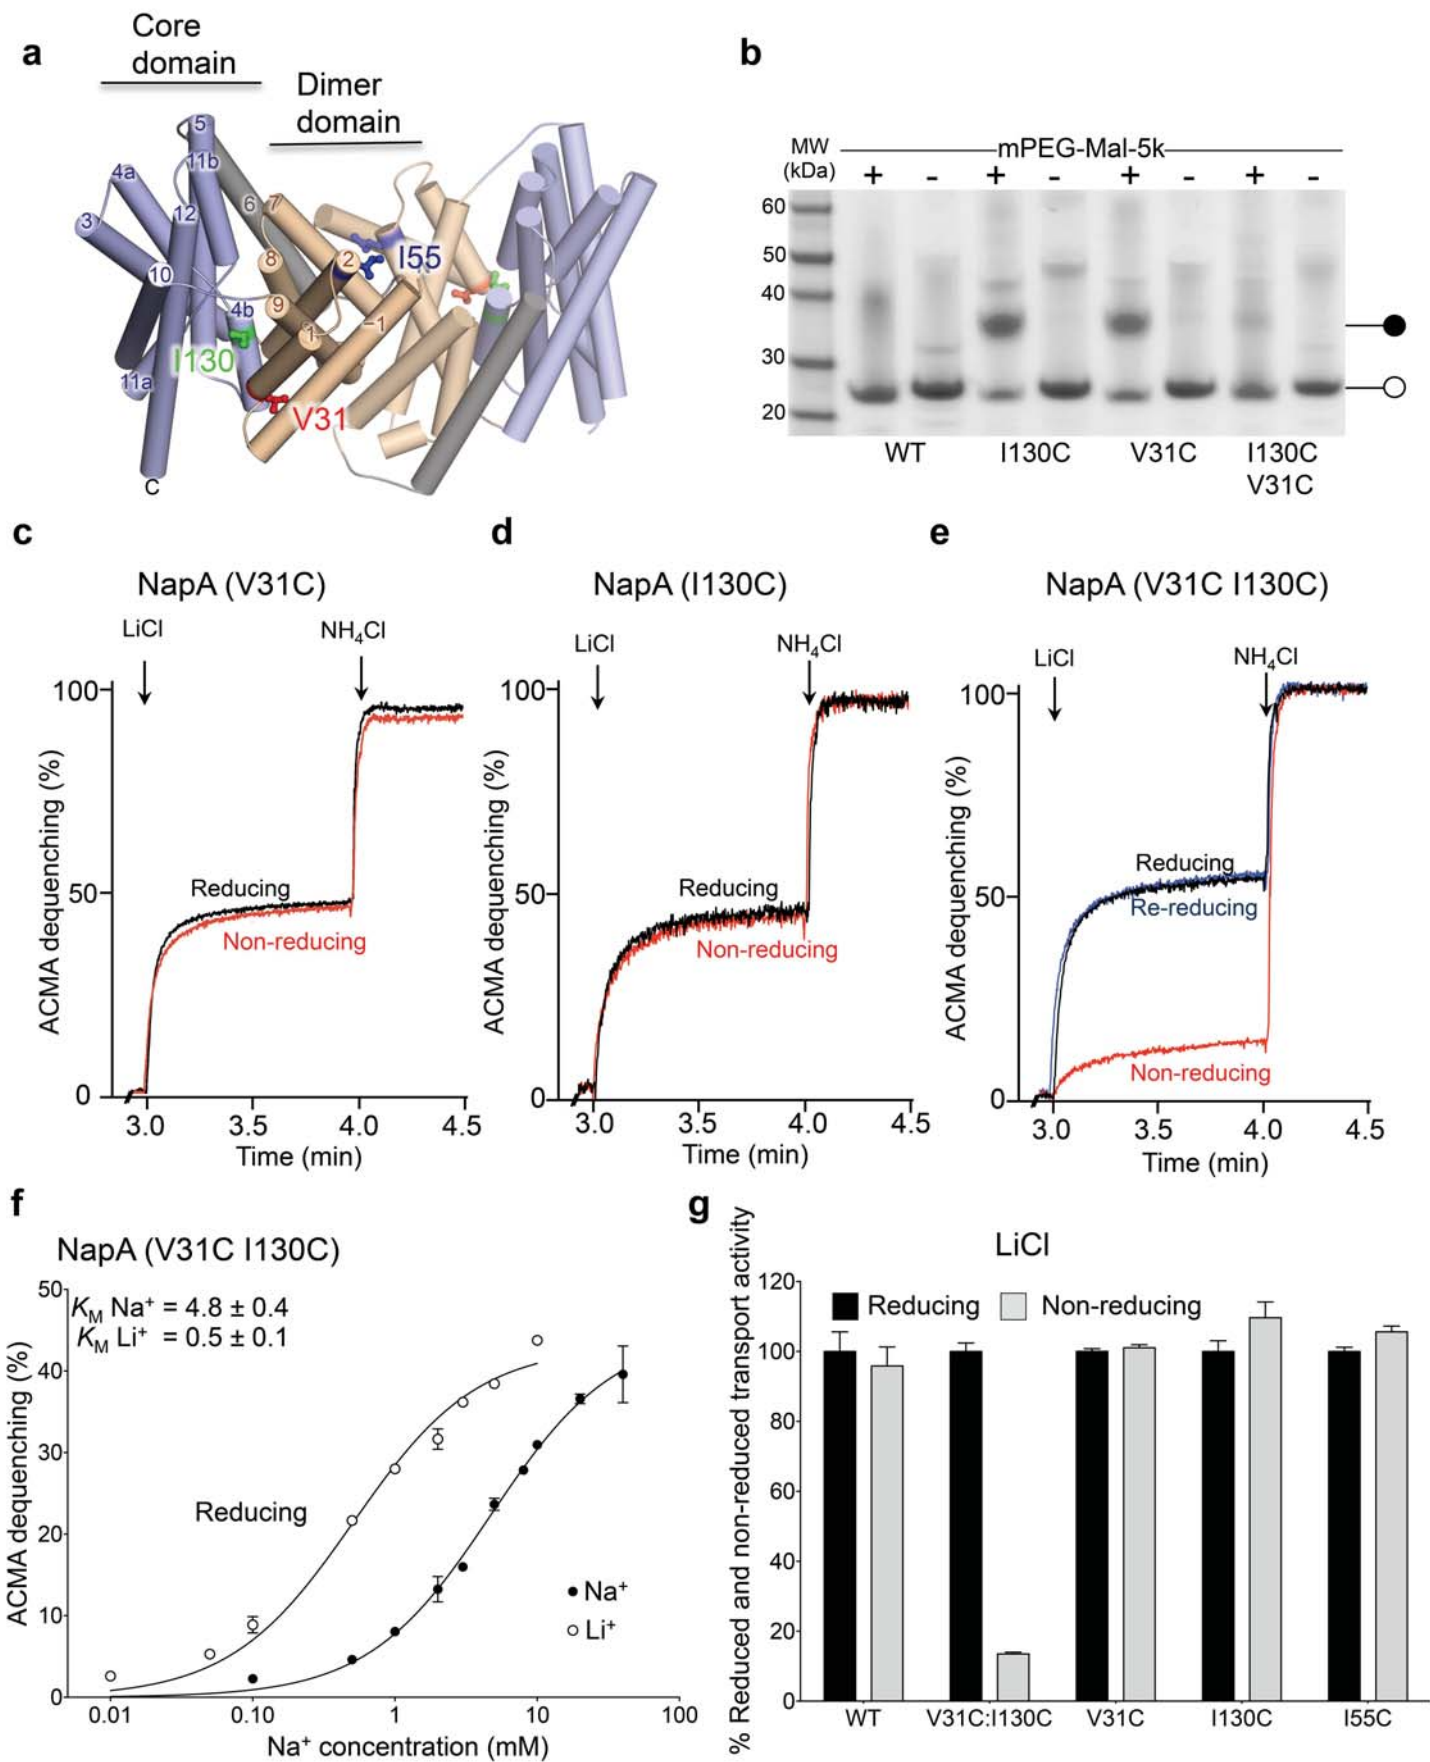 a
Core
domain
Dimer
domain
5
11b
4a
6
7
12
3
8
2
I55
10
9
4b
1
−1
I130
11a
V31
C
b
MW
(kDa)
mPEG-Mal-5k
+ - + - + - + -
60
50
40
30
20
WT
I130C
V31C
I130C
V31C
c
NapA (V31C)
LiCl
NH₄Cl
100
50
0
ACMA dequenching (%)
Reducing
Non-reducing
3.0 3.5 4.0 4.5
Time (min)
d
NapA (I130C)
LiCl
NH₄Cl
100
50
0
ACMA dequenching (%)
Reducing
Non-reducing
3.0 3.5 4.0 4.5
Time (min)
e
NapA (V31C I130C)
LiCl
NH₄Cl
100
50
0
ACMA dequenching (%)
Reducing
Re-reducing
Non-reducing
3.0 3.5 4.0 4.5
Time (min)
f
NapA (V31C I130C)
K_M Na⁺ = 4.8 ± 0.4
K_M Li⁺ = 0.5 ± 0.1
50
40
30
20
10
0
ACMA dequenching (%)
Reducing
Na⁺
Li⁺
0.01 0.10 1 10 100
Na⁺ concentration (mM)
g
LiCl
Reducing Non-reducing
120
100
80
60
40
20
0
% Reduced and non-reduced transport activity
WT V31C:I130C V31C I130C I55C